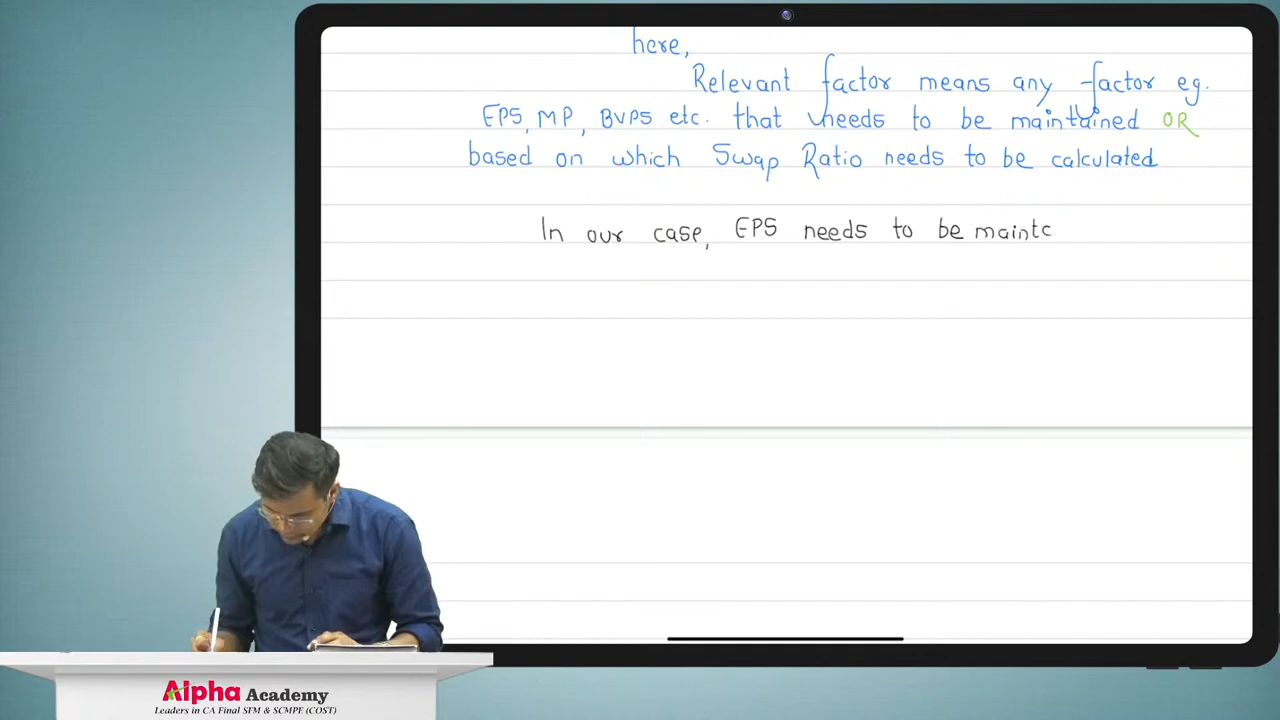 here,
Relevant factor means any factor eg.
EPS, MP, BVPS etc. that needs to be maintained OR
based on which Swap Ratio needs to be calculated
In our case, EPS needs to be maintc
Alpha Academy
Leaders in CA Final SFM & SCMPE (COST)